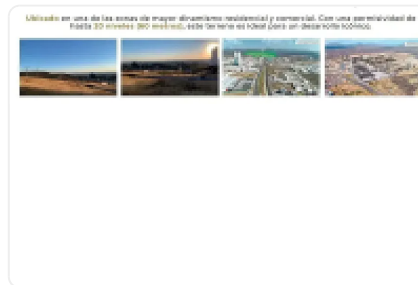 Ubicado en una de las zonas de mayor dinamismo residencial y comercial. Con una permisividad de
hasta 20 niveles (80 metros), este terreno es ideal para un desarrollo icónico.